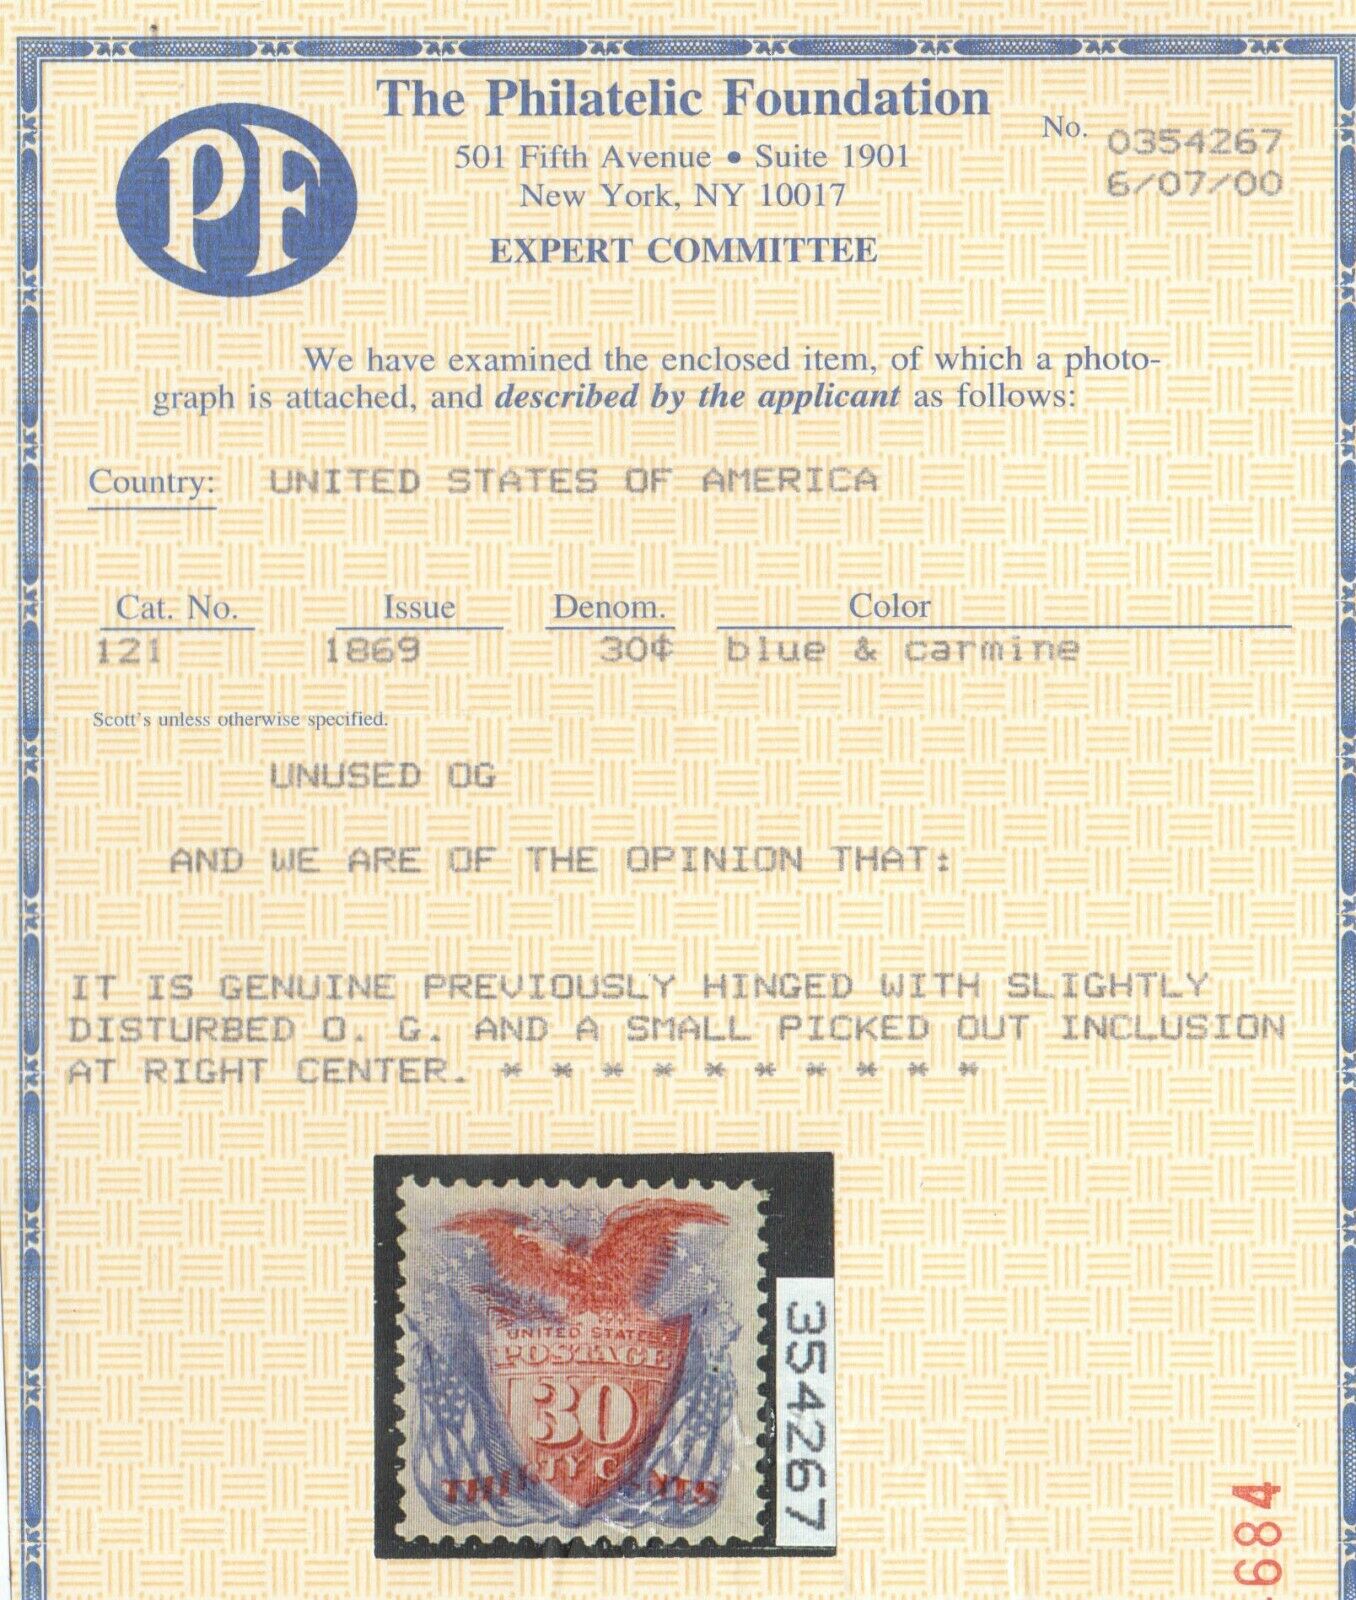 The Philatelic Foundation
PF
501 Fifth Avenue • Suite 1901
New York, NY 10017
EXPERT COMMITTEE
No. 0354267
6/07/00
We have examined the enclosed item, of which a photo-
graph is attached, and described by the applicant as follows:
Country: UNITED STATES OF AMERICA
Cat. No. Issue Denom. Color
121 1869 30¢ blue & carmine
Scott's unless otherwise specified.
UNUSED OG
AND WE ARE OF THE OPINION THAT:
IT IS GENUINE PREVIOUSLY HINGED WITH SLIGHTLY
DISTURBED O. G. AND A SMALL PICKED OUT INCLUSION
AT RIGHT CENTER. * * * * * * * * * *
UNITED STATES
POSTAGE
30
THIRTY CENTS
354267
684